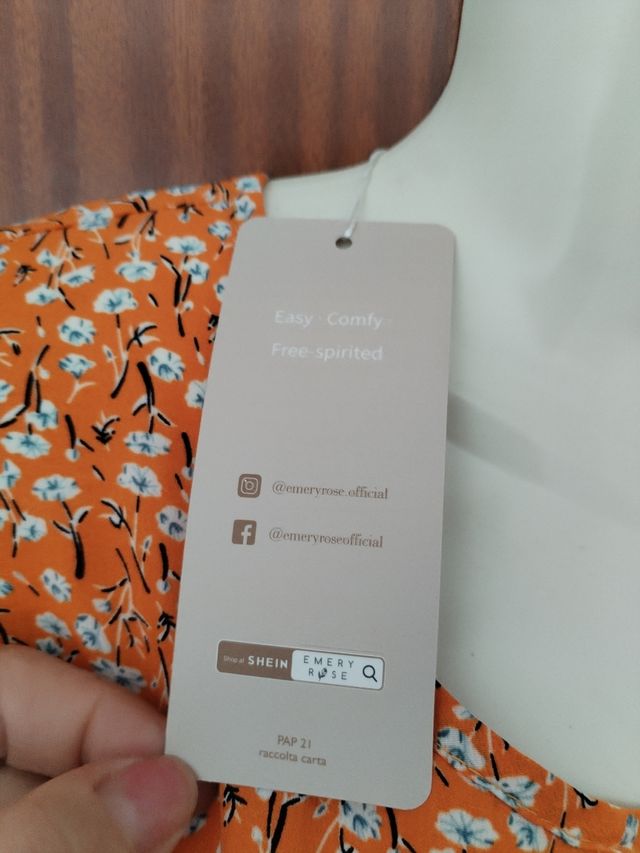 Easy · Comfy ·
Free-spirited
@emeryrose.official
@emeryroseofficial
Shop at SHEIN EMERY
ROSE
PAP 21
raccolta carta